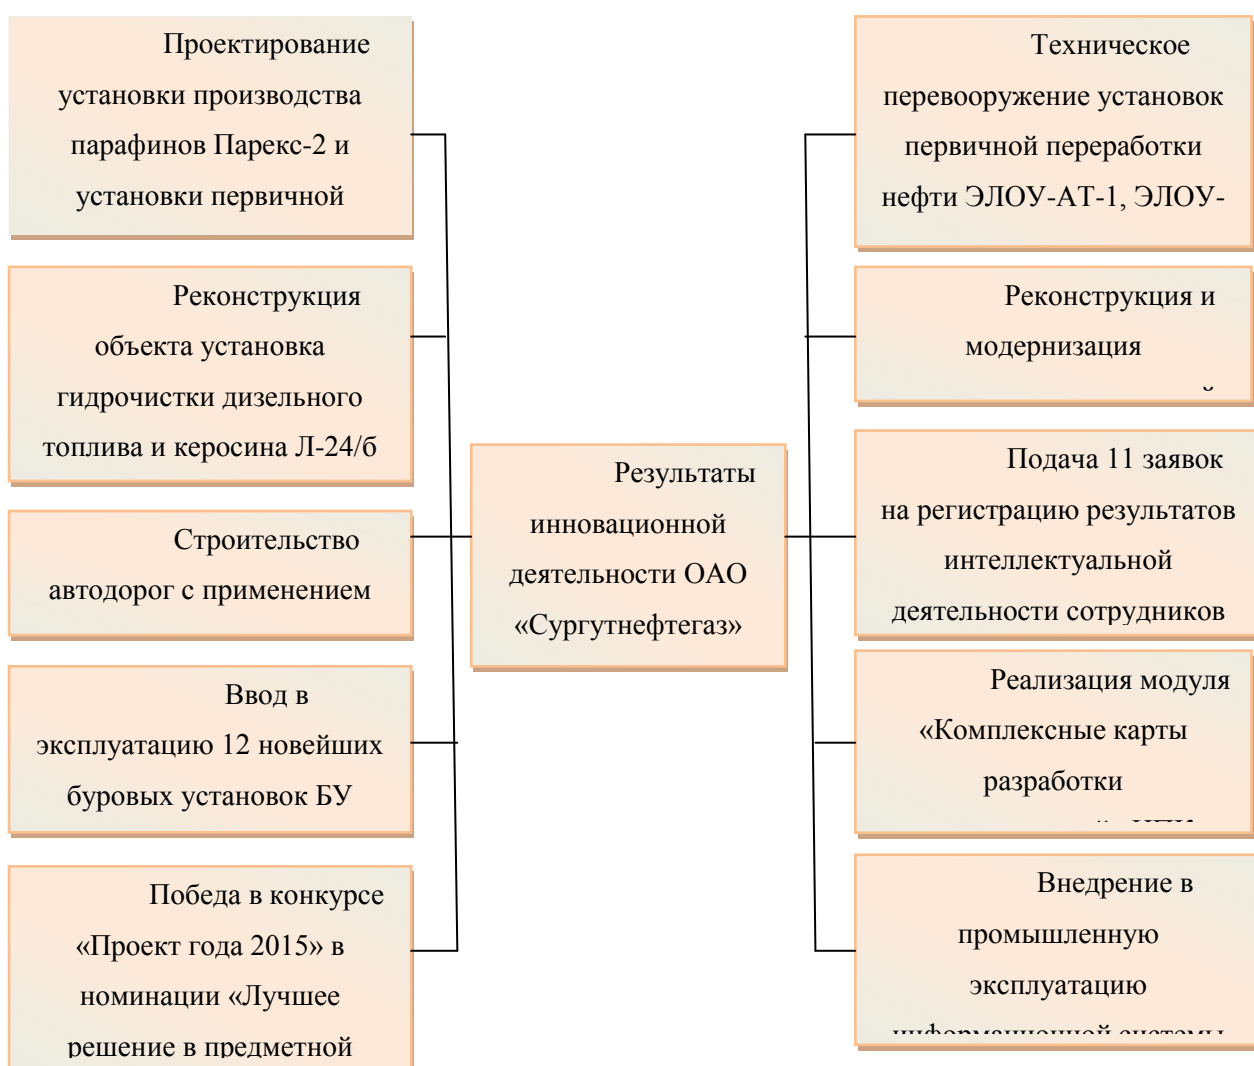 Проектирование
установки производства
парафинов Парекс-2 и
установки первичной
Реконструкция
объекта установка
гидрочистки дизельного
топлива и керосина Л-24/б
Строительство
автодорог с применением
Ввод в
эксплуатацию 12 новейших
буровых установок БУ
Победа в конкурсе
«Проект года 2015» в
номинации «Лучшее
решение в предметной
Результаты
инновационной
деятельности ОАО
«Сургутнефтегаз»
Техническое
перевооружение установок
первичной переработки
нефти ЭЛОУ-АТ-1, ЭЛОУ-
Реконструкция и
модернизация
Подача 11 заявок
на регистрацию результатов
интеллектуальной
деятельности сотрудников
Реализация модуля
«Комплексные карты
разработки
Внедрение в
промышленную
эксплуатацию
информационной системы